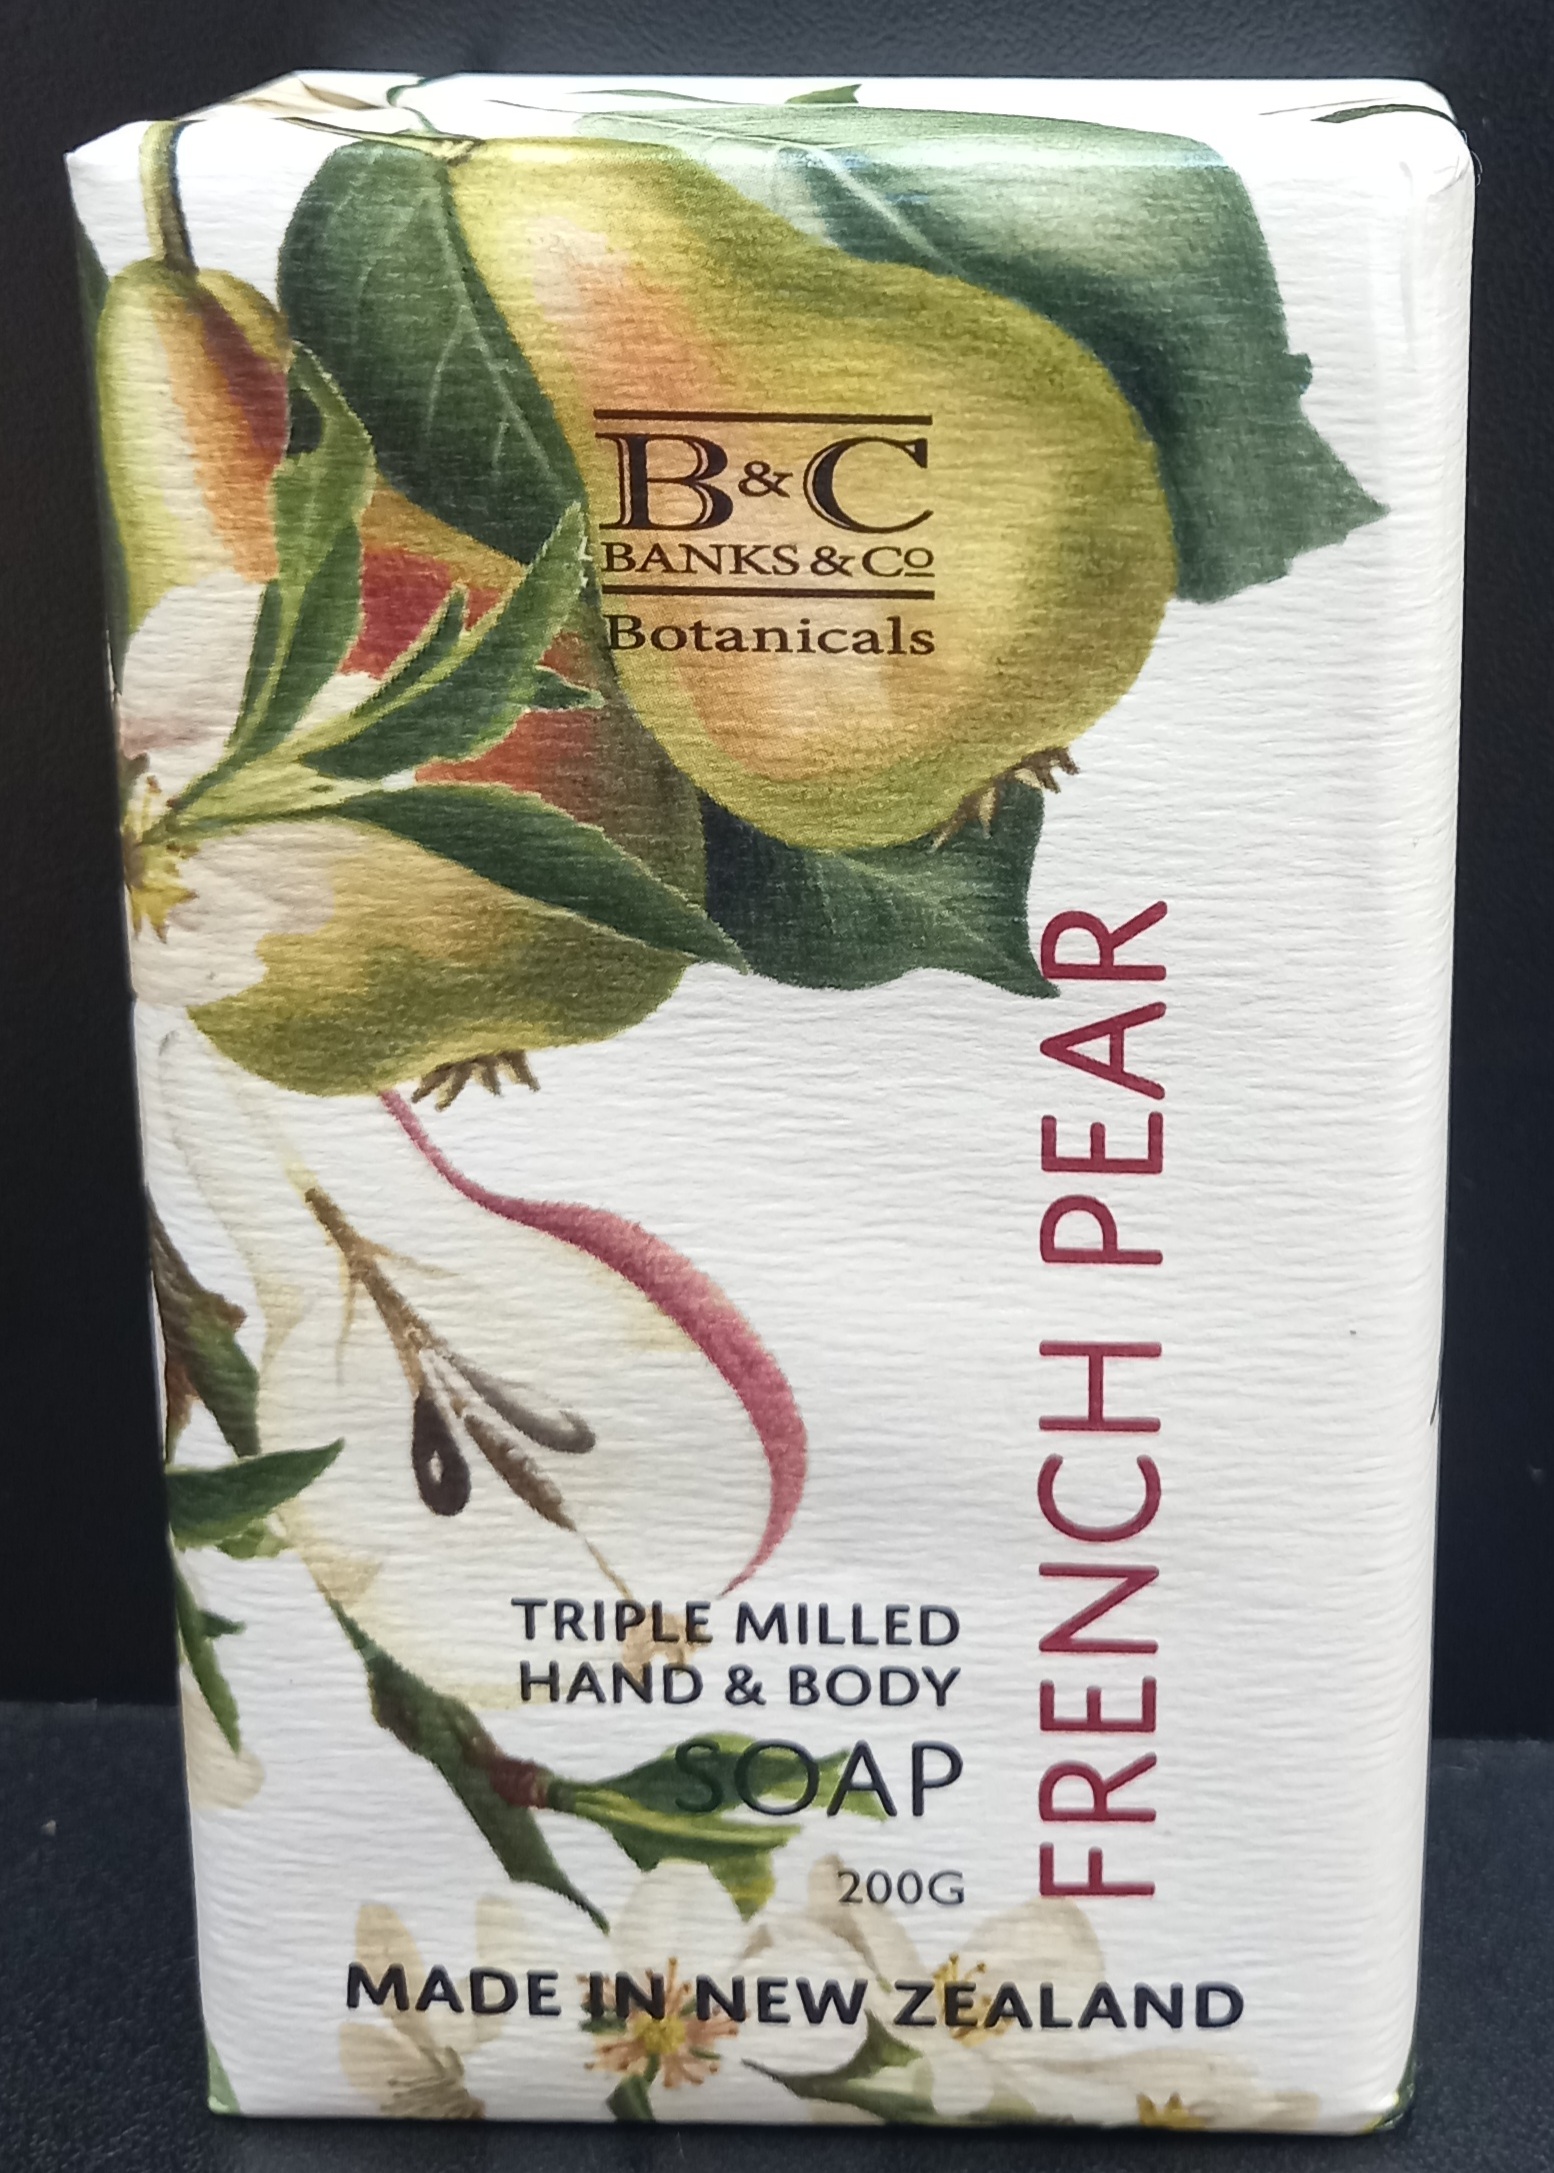 B&C
BANKS & Co
Botanicals
FRENCH PEAR
TRIPLE MILLED
HAND & BODY
SOAP
200G
MADE IN NEW ZEALAND